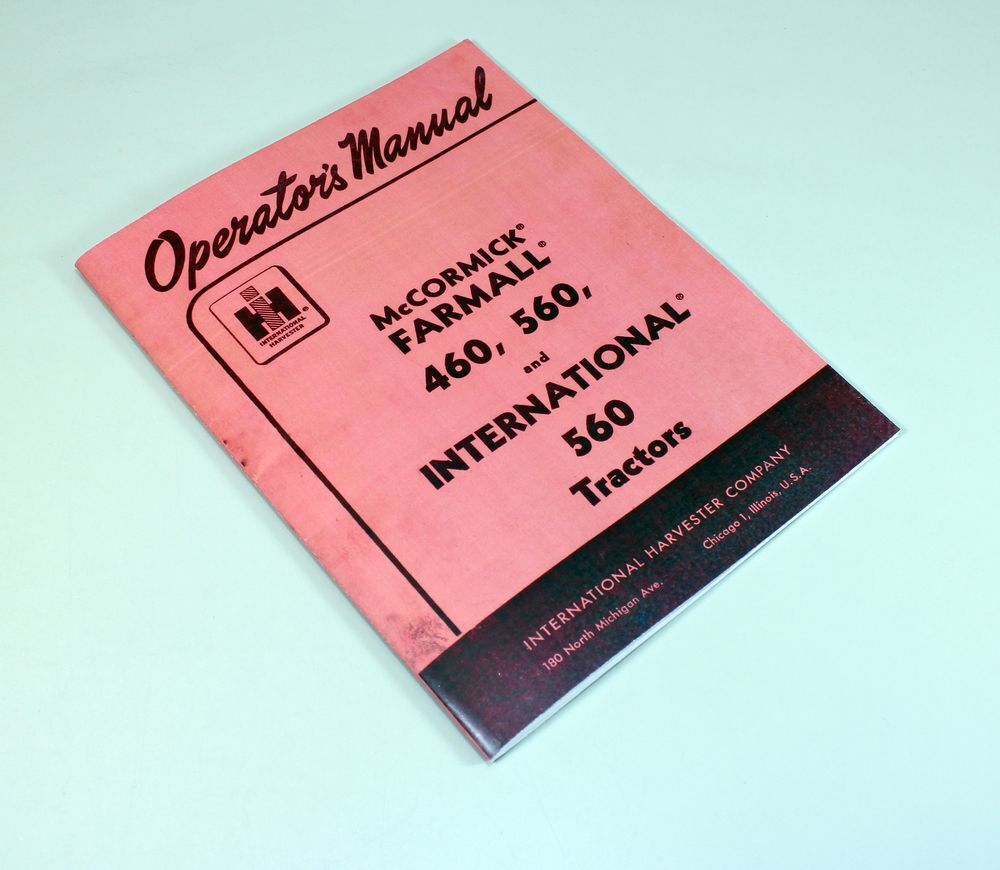 Operator's Manual
IH ®
INTERNATIONAL
HARVESTER
McCORMICK®
FARMALL®
460, 560,
and
INTERNATIONAL®
560
Tractors
INTERNATIONAL HARVESTER COMPANY
180 North Michigan Ave. Chicago 1, Illinois, U.S.A.